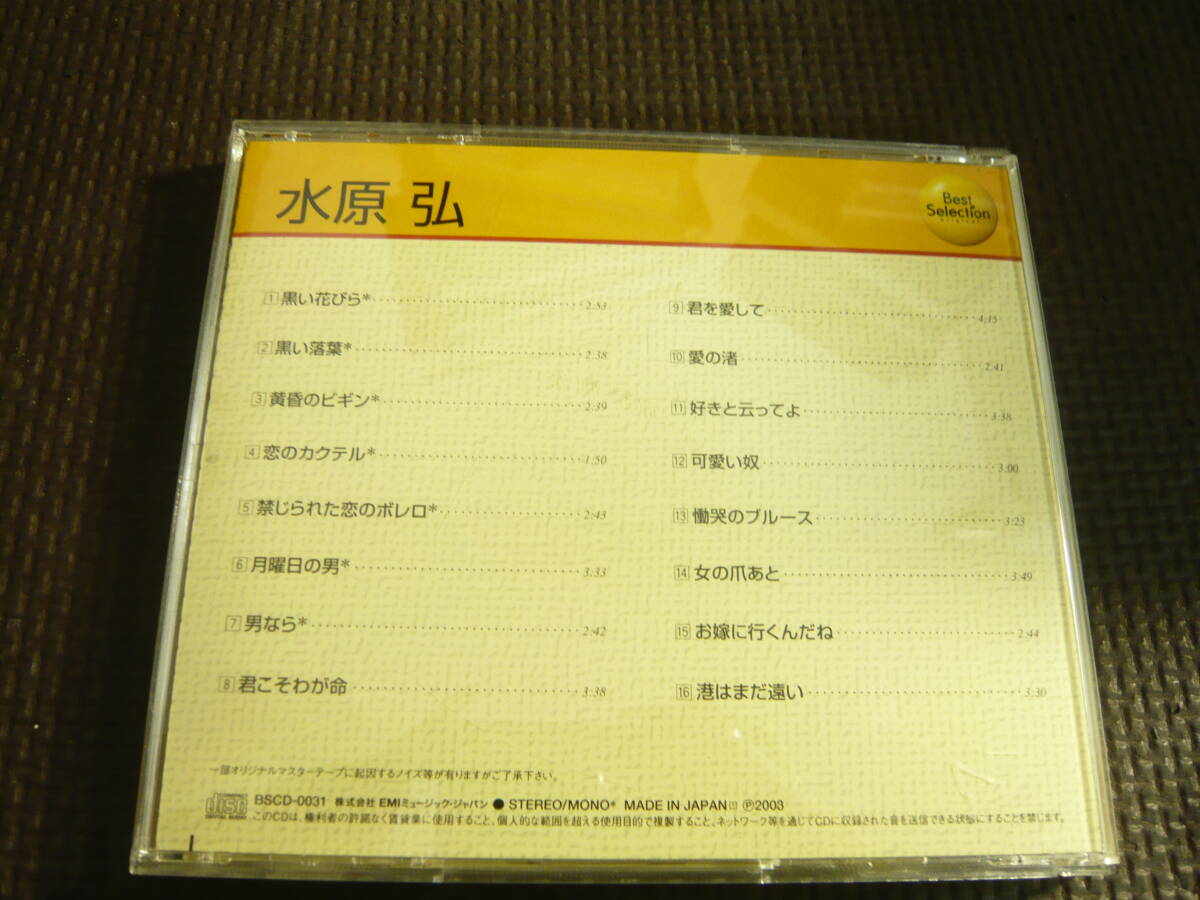 水原 弘
Best
Selection
Original
1 黒い花びら* 2:53
2 黒い落葉* 2:38
3 黄昏のビギン* 2:39
4 恋のカクテル* 1:50
5 禁じられた恋のボレロ* 2:43
6 月曜日の男* 3:33
7 男なら* 2:42
8 君こそわが命 3:38
9 君を愛して 4:15
10 愛の渚 2:41
11 好きと云ってよ 3:38
12 可愛い奴 3:00
13 慟哭のブルース 3:23
14 女の爪あと 3:49
15 お嫁に行くんだね 2:44
16 港はまだ遠い 3:30
一部オリジナルマスターテープに起因するノイズ等が有りますがご了承下さい。
COMPACT disc DIGITAL AUDIO
BSCD-0031 株式会社 EMIミュージック・ジャパン ● STEREO/MONO* MADE IN JAPAN ℗2003
このCDは、権利者の許諾なく賃貸業に使用すること、個人的な範囲を超える使用目的で複製すること、ネットワーク等を通じてCDに収録された音を送信できる状態にすることを禁じます。